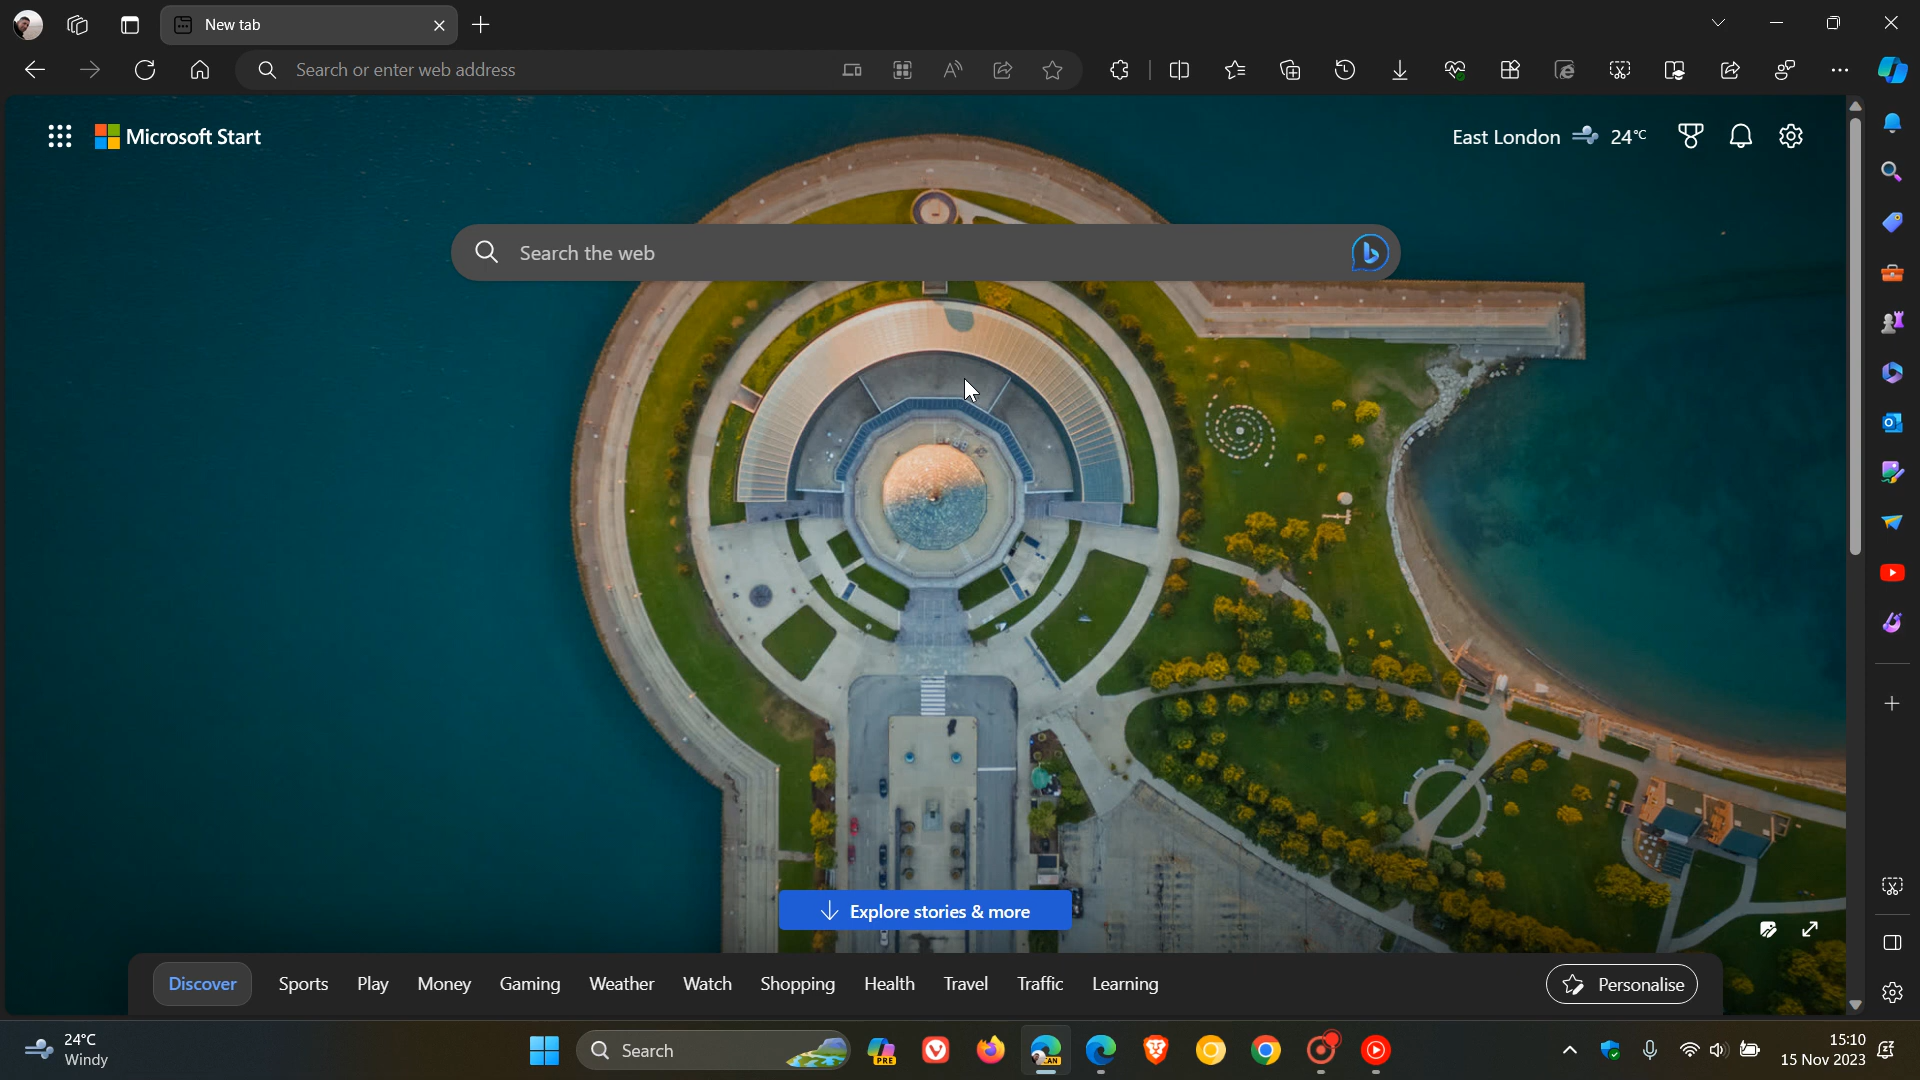 New tab
Search or enter web address
Microsoft Start
East London 24°C
Search the web
Explore stories & more
Discover Sports Play Money Gaming Weather Watch Shopping Health Travel Traffic Learning Personalise
24°C
Windy
Search
PRE
CAN
15:10
15 Nov 2023